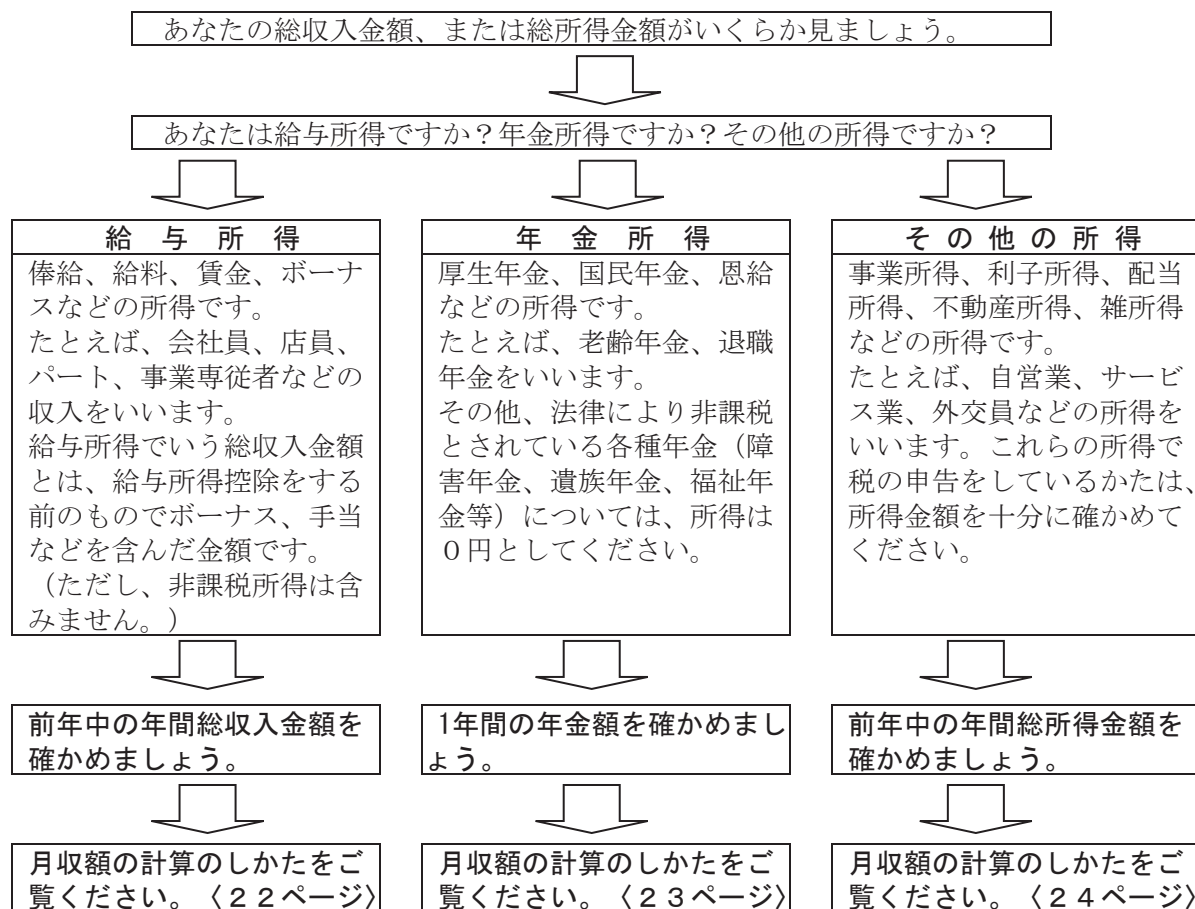 あなたの総収入金額、または総所得金額がいくらか見ましょう。
あなたは給与所得ですか？年金所得ですか？その他の所得ですか？
給　与　所　得
俸給、給料、賃金、ボーナ
スなどの所得です。
たとえば、会社員、店員、
パート、事業専従者などの
収入をいいます。
給与所得でいう総収入金額
とは、給与所得控除をする
前のものでボーナス、手当
などを含んだ金額です。
（ただし、非課税所得は含
みません。）
前年中の年間総収入金額を
確かめましょう。
月収額の計算のしかたをご
覧ください。〈２２ページ〉
年　金　所　得
厚生年金、国民年金、恩給
などの所得です。
たとえば、老齢年金、退職
年金をいいます。
その他、法律により非課税
とされている各種年金（障
害年金、遺族年金、福祉年
金等）については、所得は
０円としてください。
1年間の年金額を確かめまし
ょう。
月収額の計算のしかたをご
覧ください。〈２３ページ〉
そ の 他 の 所 得
事業所得、利子所得、配当
所得、不動産所得、雑所得
などの所得です。
たとえば、自営業、サービ
ス業、外交員などの所得を
いいます。これらの所得で
税の申告をしているかたは、
所得金額を十分に確かめて
ください。
前年中の年間総所得金額を
確かめましょう。
月収額の計算のしかたをご
覧ください。〈２４ページ〉